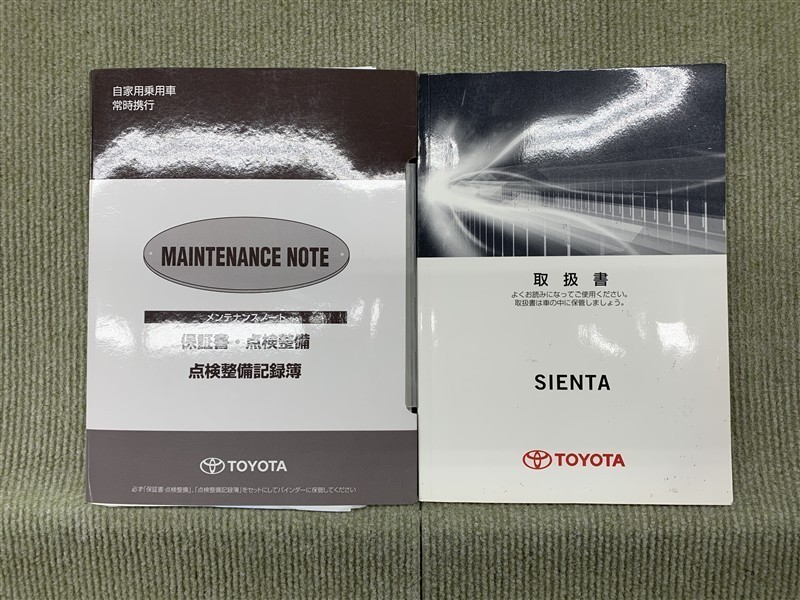 自家用乗用車
常時携行
MAINTENANCE NOTE
メンテナンスノート
保証書・点検整備
点検整備記録簿
TOYOTA
必ず「保証書・点検整備」、「点検整備記録簿」をセットにしてバインダーに保管してください
取扱書
よくお読みになってご使用ください。
取扱書は車の中に保管しましょう。
SIENTA
TOYOTA